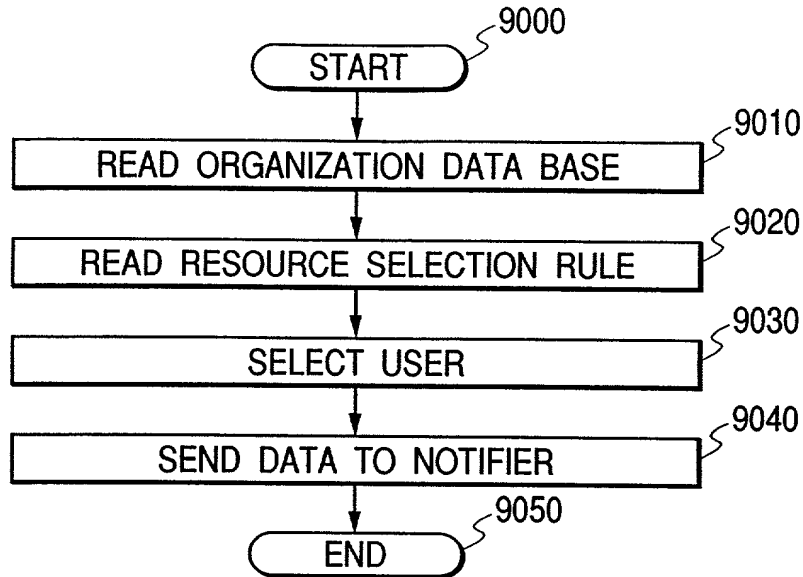 9000
START
9010
READ ORGANIZATION DATA BASE
9020
READ RESOURCE SELECTION RULE
9030
SELECT USER
9040
SEND DATA TO NOTIFIER
9050
END